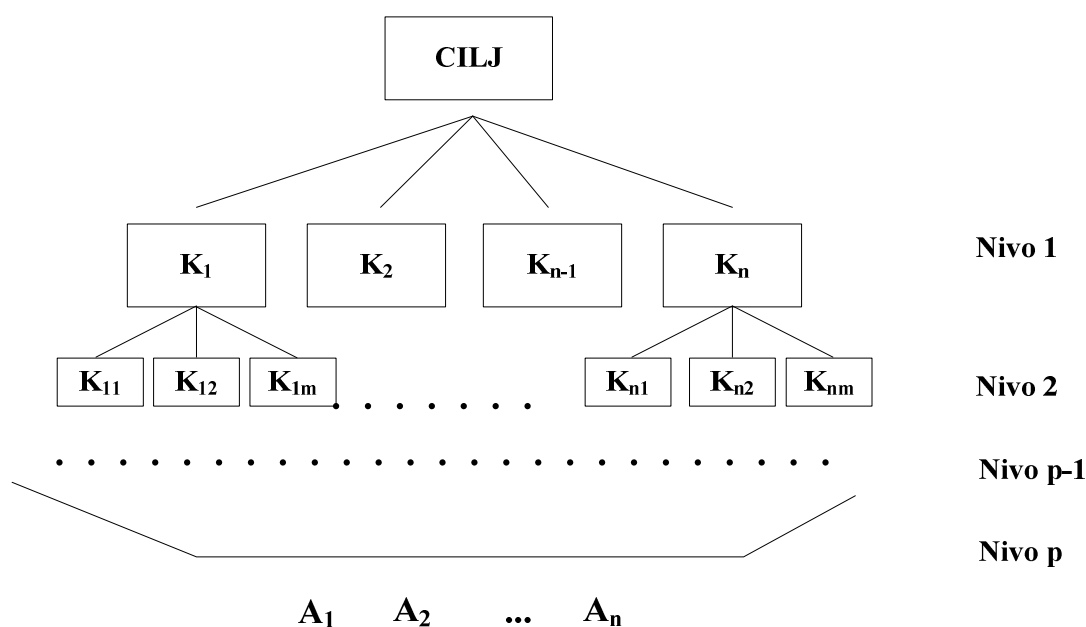 CILJ
K₁ K₂ Kₙ₋₁ Kₙ Nivo 1
K₁₁ K₁₂ K₁ₘ . . . . . . . Kₙ₁ Kₙ₂ Kₙₘ Nivo 2
. . . . . . . . . . . . . . . . . . . . . . . . . Nivo p-1
Nivo p
A₁ A₂ ... Aₙ